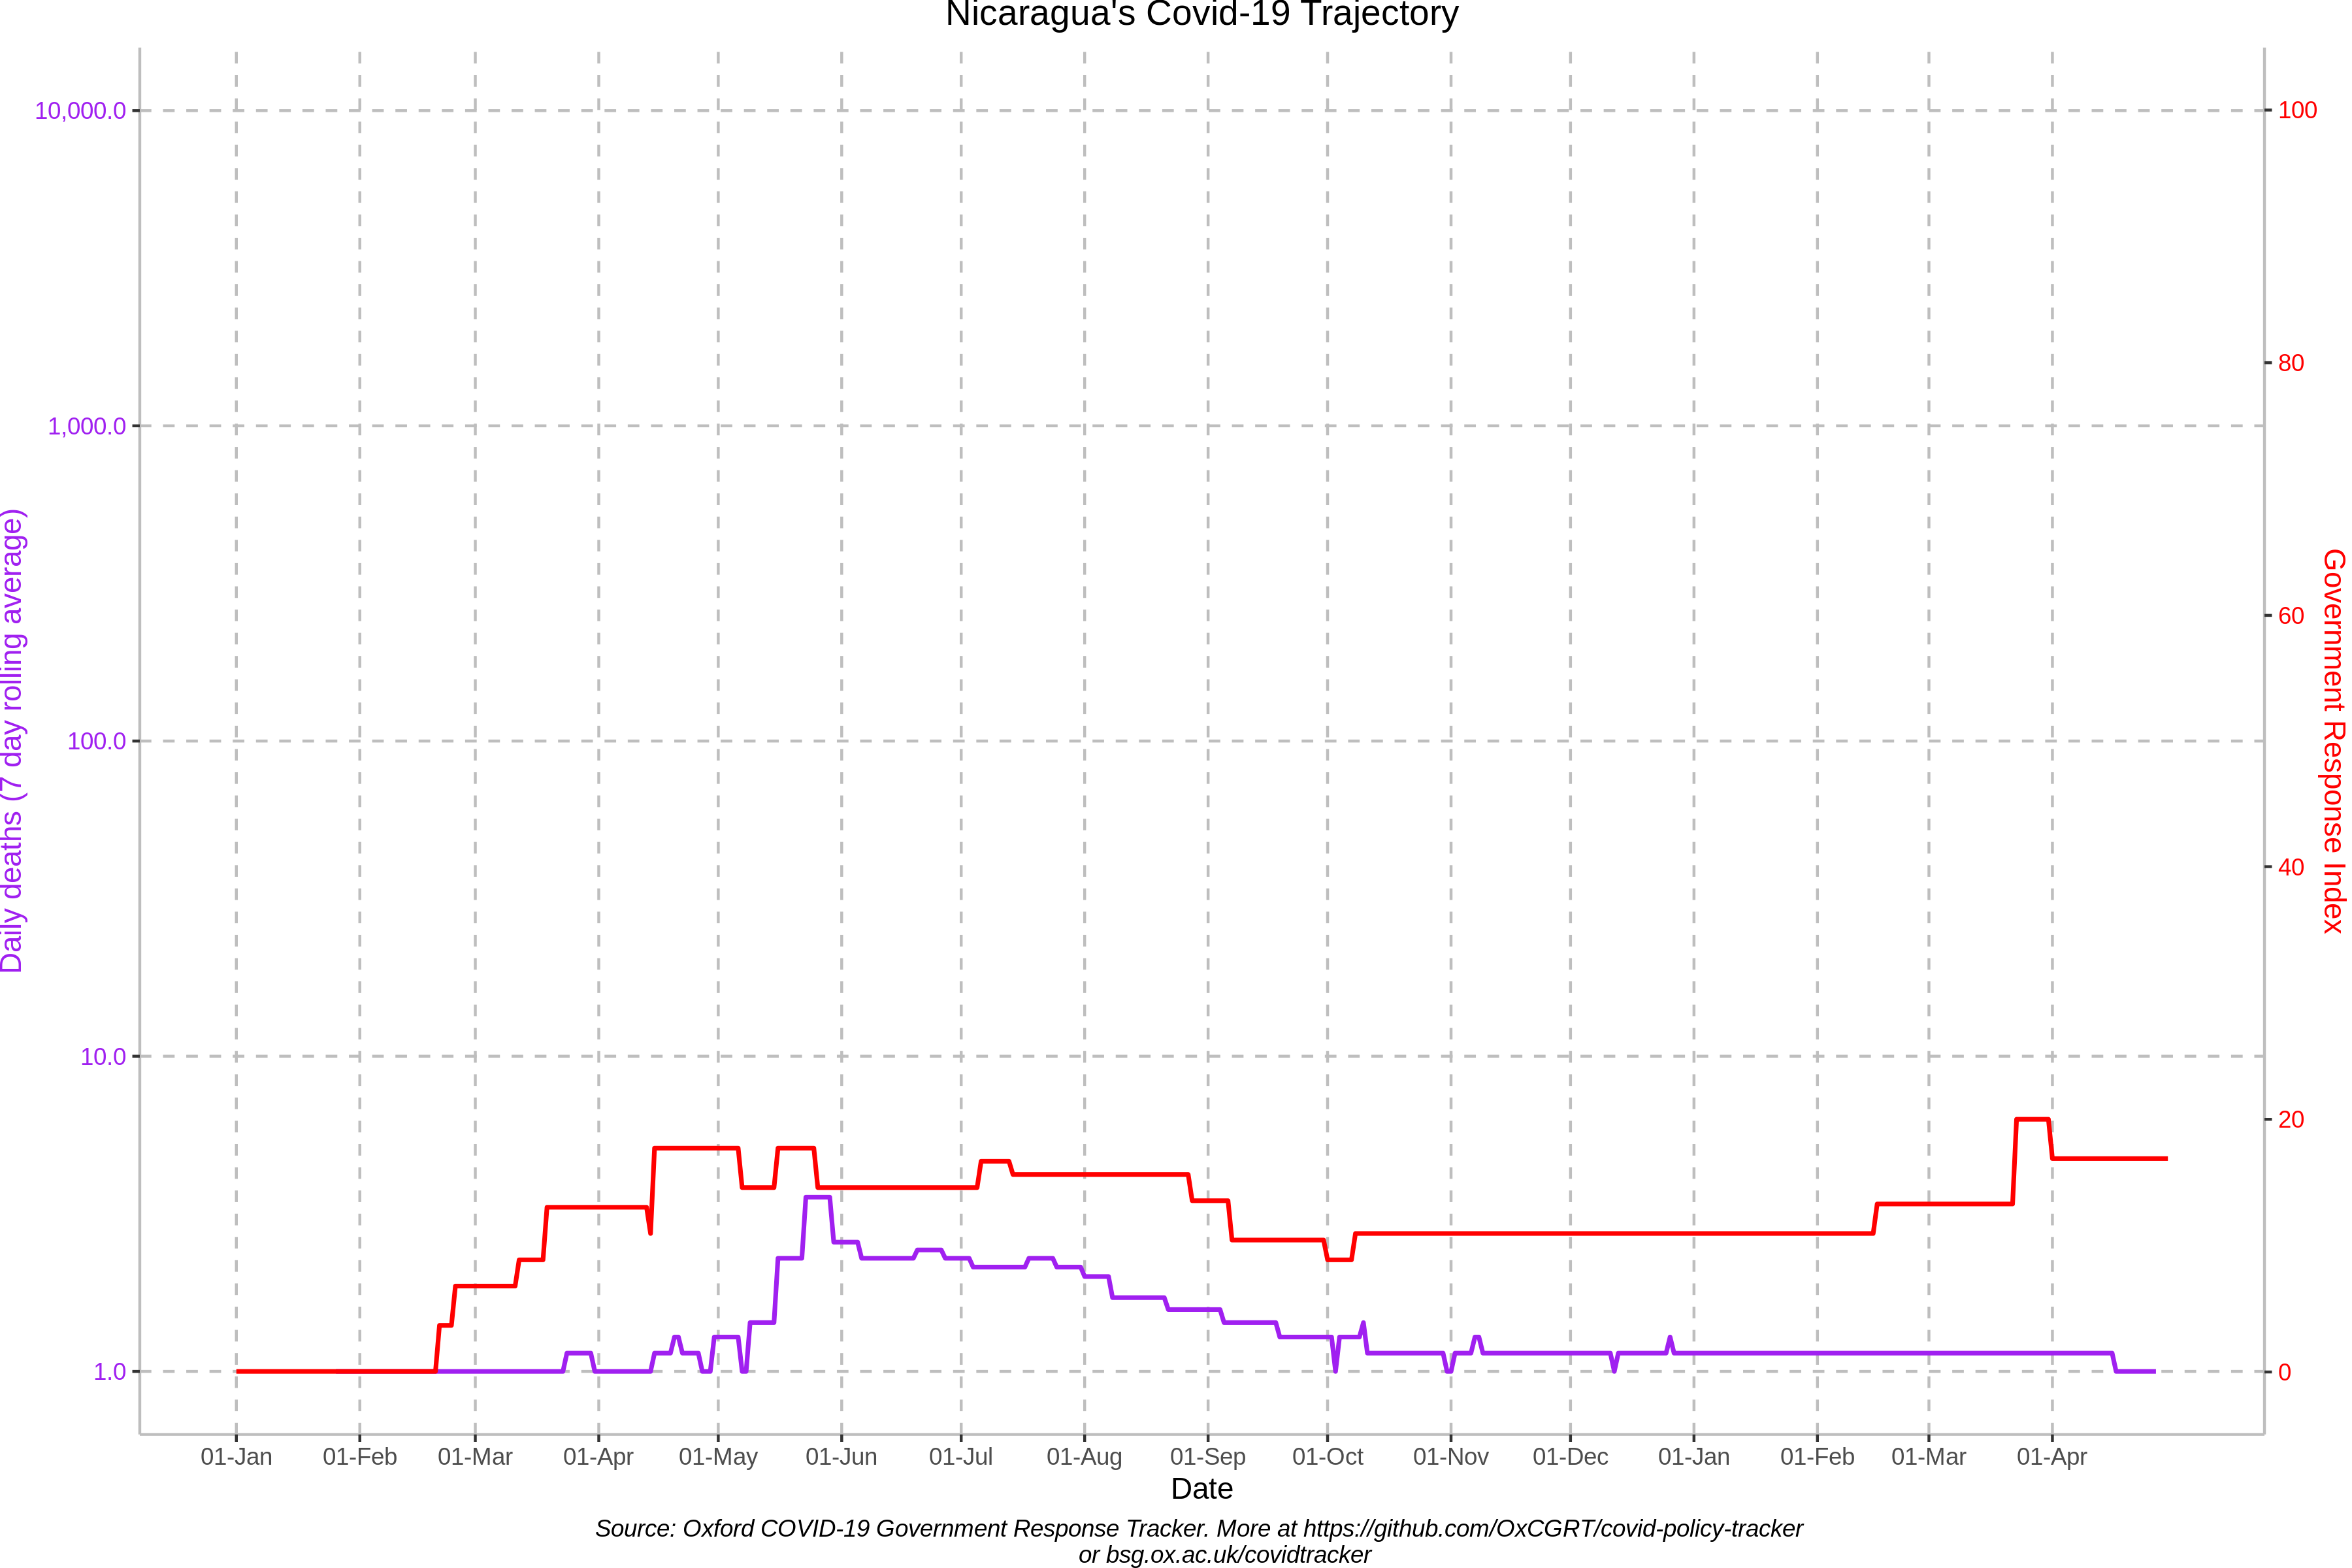 Nicaragua's Covid-19 Trajectory
10,000.0
1,000.0
100.0
10.0
1.0
Daily deaths (7 day rolling average)
100
80
60
40
20
0
Government Response Index
01-Jan 01-Feb 01-Mar 01-Apr 01-May 01-Jun 01-Jul 01-Aug 01-Sep 01-Oct 01-Nov 01-Dec 01-Jan 01-Feb 01-Mar 01-Apr
Date
Source: Oxford COVID-19 Government Response Tracker. More at https://github.com/OxCGRT/covid-policy-tracker
or bsg.ox.ac.uk/covidtracker